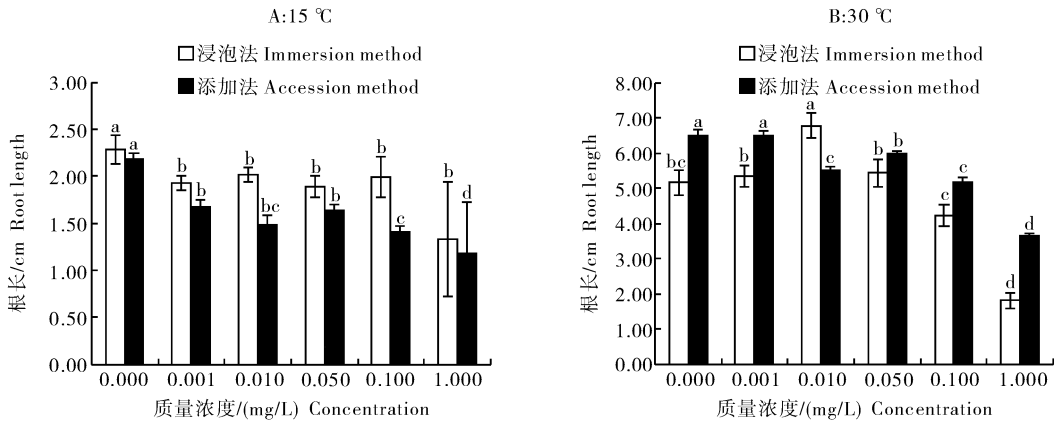 A:15 ℃
浸泡法 Immersion method
添加法 Accession method
根长/cm Root length
3.00
2.50
2.00
1.50
1.00
0.50
0.00
a
a
b
b
b
bc
b
b
b
c
b
d
0.000 0.001 0.010 0.050 0.100 1.000
质量浓度/(mg/L) Concentration
B:30 ℃
浸泡法 Immersion method
添加法 Accession method
根长/cm Root length
8.00
7.00
6.00
5.00
4.00
3.00
2.00
1.00
0.00
bc
a
b
a
a
c
b
b
c
c
d
d
0.000 0.001 0.010 0.050 0.100 1.000
质量浓度/(mg/L) Concentration